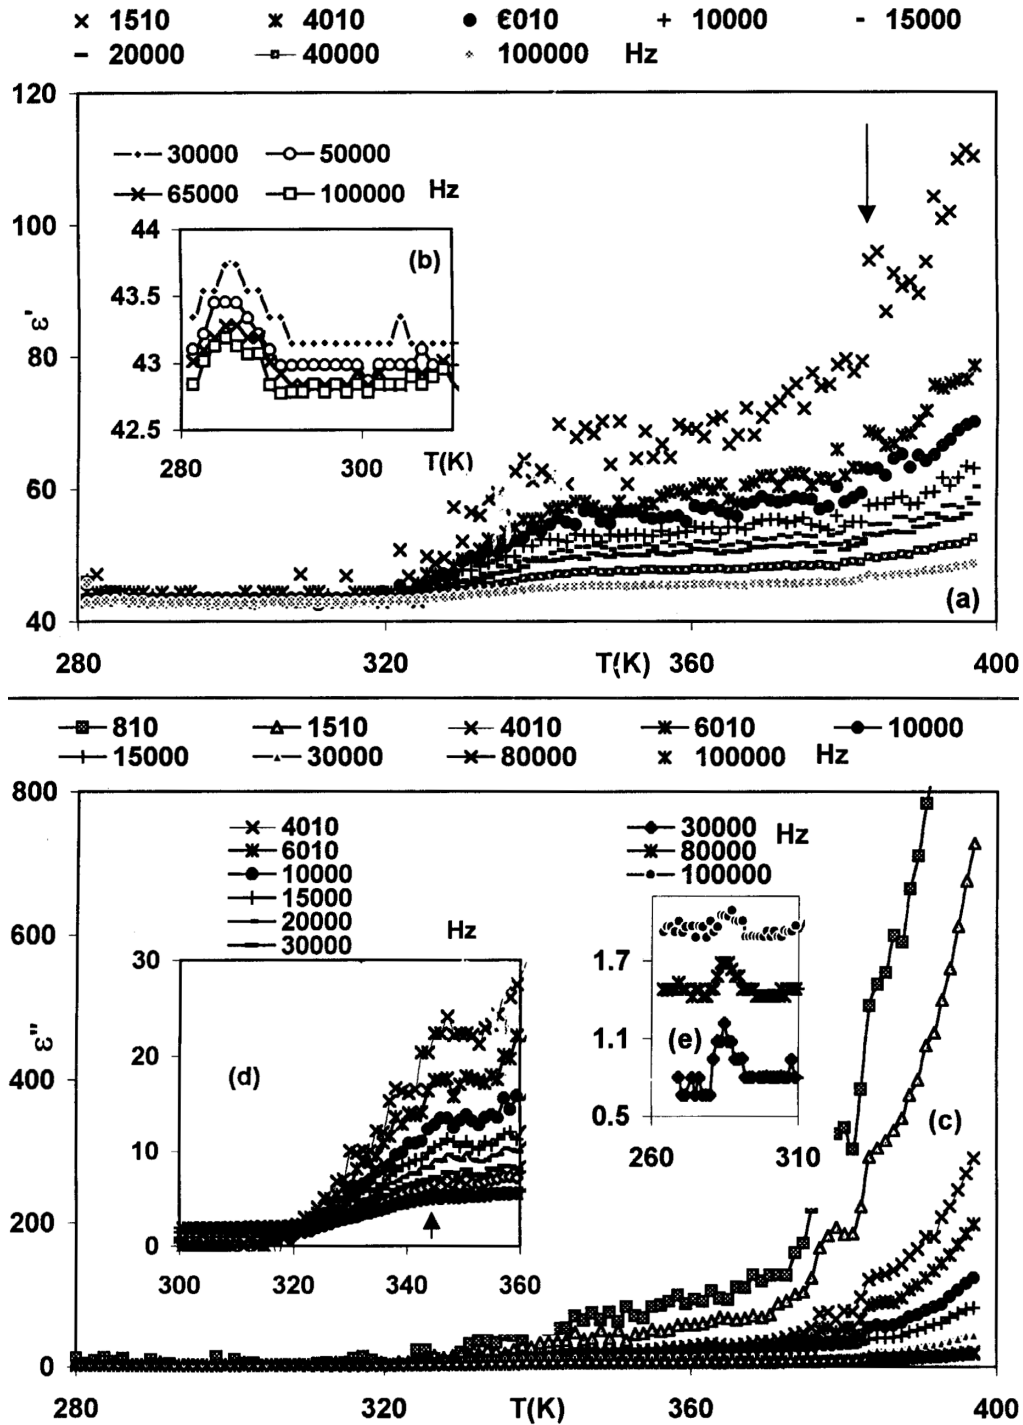 1510 4010 6010 10000 15000
20000 40000 100000 Hz
120
30000 50000
65000 100000 Hz
100
44
(b)
43.5
ε'
80
43
42.5
280 300 T(K)
60
40
(a)
280 320 T(K) 360 400
810 1510 4010 6010 10000
15000 30000 80000 100000 Hz
800
4010
6010
10000
15000
20000
30000
Hz
30000 Hz
80000
100000
600
30
1.7
ε"
20
1.1
(e)
(d)
400
0.5
(c)
10
260 310
200
0
300 320 340 360
0
280 320 T(K) 360 400